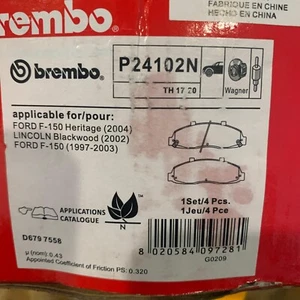 rembo
FABRIQUÉ EN CHINE
HECHO EN CHINA
brembo
P24102N
TH 17.70
Wagner
applicable for/pour:
FORD F-150 Heritage (2004)
LINCOLN Blackwood (2002)
FORD F-150 (1997-2003)
APPLICATIONS
CATALOGUE
N
1Set/4 Pcs.
1Jeu/4 Pce
D679 7558
8 020584 097281
G0209
μ (nom) : 0.43
Appointed Coefficient of Friction PS: 0.320